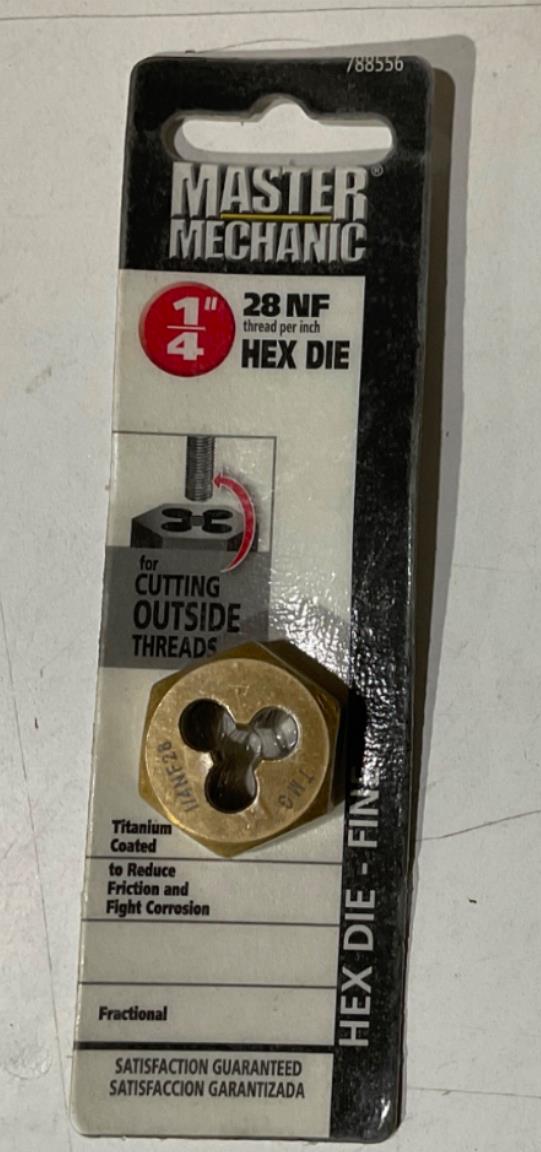 788556
MASTER®
MECHANIC
1"
4
28 NF
thread per inch
HEX DIE
for
CUTTING
OUTSIDE
THREADS
1/4NF28
TMG
Titanium
Coated
to Reduce
Friction and
Fight Corrosion
Fractional
HEX DIE - FIN
SATISFACTION GUARANTEED
SATISFACCION GARANTIZADA